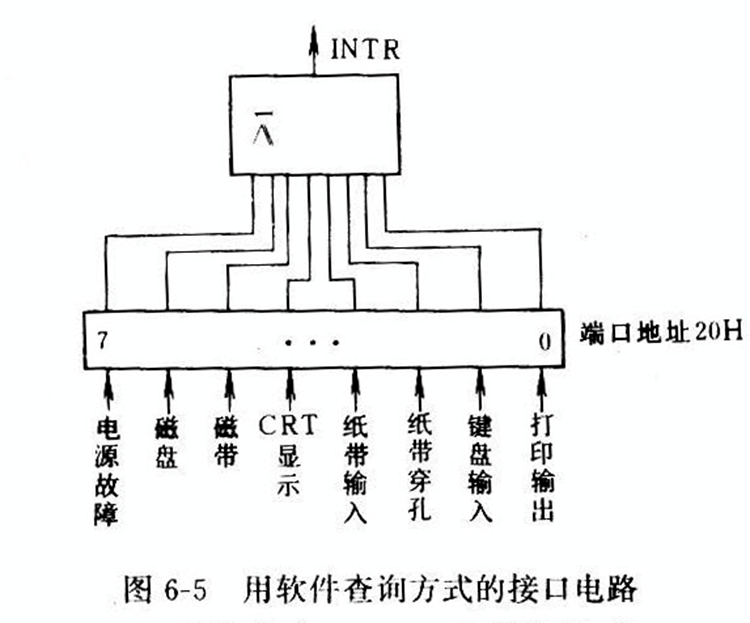 INTR
⊼
7 ... 0
端口地址20H
电源故障
磁盘
磁带
CRT显示
纸带输入
纸带穿孔
键盘输入
打印输出
图 6-5 用软件查询方式的接口电路